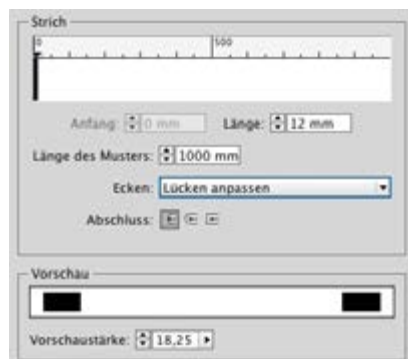 Strich
0 500
Anfang: 0 mm Länge: 12 mm
Länge des Musters: 1000 mm
Ecken: Lücken anpassen
Abschluss:
Vorschau
Vorschaustärke: 18,25